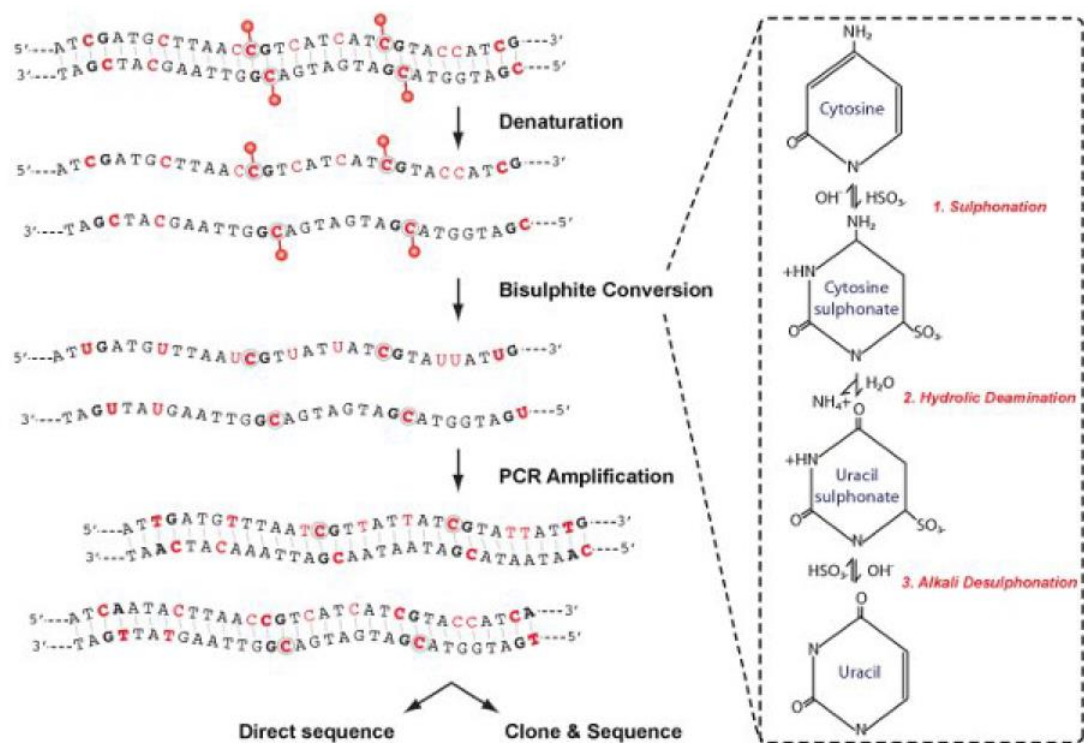 5'----ATCGATGCTTAACCGTCATCATCGTACCATCG----3'
3'----TAGCTACGAATTGGCAGTAGTAGCATGGTAGC----5'
Denaturation
5'----ATCGATGCTTAACCGTCATCATCGTACCATCG----3'
3'----TAGCTACGAATTGGCAGTAGTAGCATGGTAGC----5'
Bisulphite Conversion
5'----ATUGATGUTTAAUCGTUATUATCGTAUUATUG----3'
3'----TAGUTAUGAATTGGCAGTAGTAGCATGGTAGU----5'
PCR Amplification
5'----ATTGATGTTTAATCGTTATTATCGTATTATTG----3'
3'----TAACTACAAATTAGCAATAATAGCATAATAAC----5'
5'----ATCAATACTTAACCGTCATCATCGTACCATCA----3'
3'----TAGTTATGAATTGGCAGTAGTAGCATGGTAGT----5'
Direct sequence
Clone & Sequence
NH₂
Cytosine
O
N
OH⁻ HSO₃-
1. Sulphonation
NH₂
+HN
Cytosine
sulphonate
O
SO₃-
N
H₂O
NH₄+
2. Hydrolic Deamination
O
+HN
Uracil
sulphonate
O
SO₃-
N
HSO₃- OH⁻
3. Alkali Desulphonation
O
N
Uracil
O
N